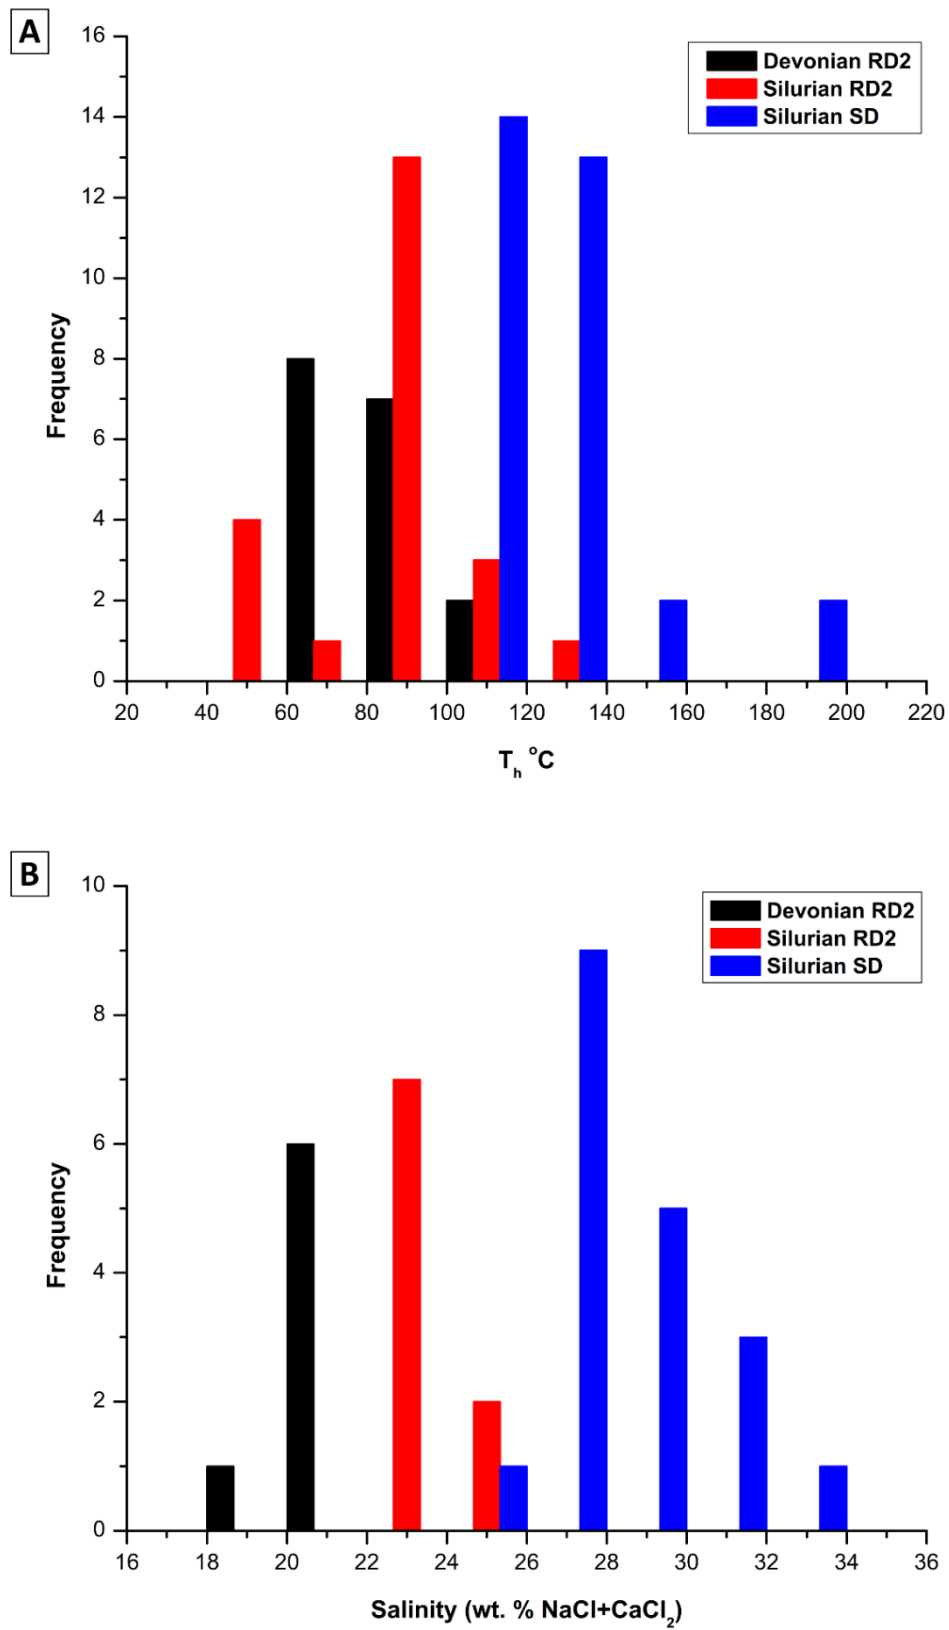 A
16
14
12
10
8
6
4
2
0
Frequency
Devonian RD2
Silurian RD2
Silurian SD
20 40 60 80 100 120 140 160 180 200 220
Th °C
B
10
8
6
4
2
0
Frequency
Devonian RD2
Silurian RD2
Silurian SD
16 18 20 22 24 26 28 30 32 34 36
Salinity (wt. % NaCl+CaCl2)